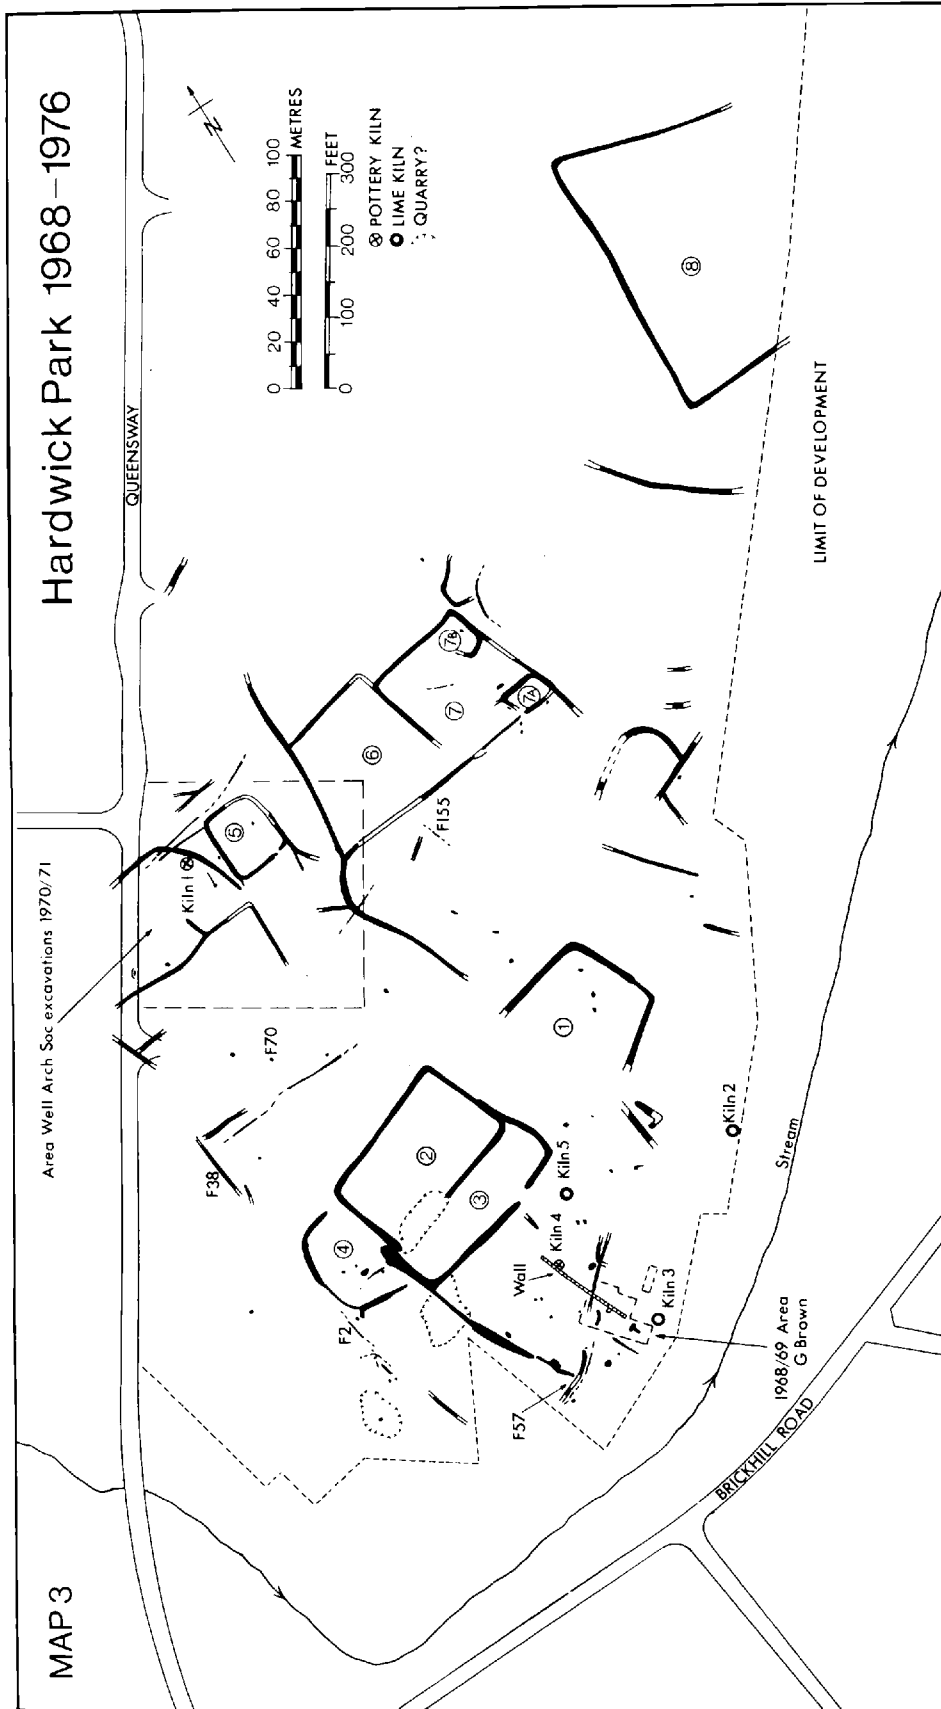 MAP 3
Hardwick Park 1968–1976
QUEENSWAY
N
0 20 40 60 80 100 METRES
0 100 200 300 FEET
POTTERY KILN
LIME KILN
QUARRY?
Area Well Arch Soc excavations 1970/71
Kiln 1
5
6
7
7B
7A
8
F155
F70
F38
1
2
3
4
F2
F57
Wall
Kiln 4
Kiln 5
Kiln 3
Kiln 2
1968/69 Area
G Brown
Stream
BRICKHILL ROAD
LIMIT OF DEVELOPMENT